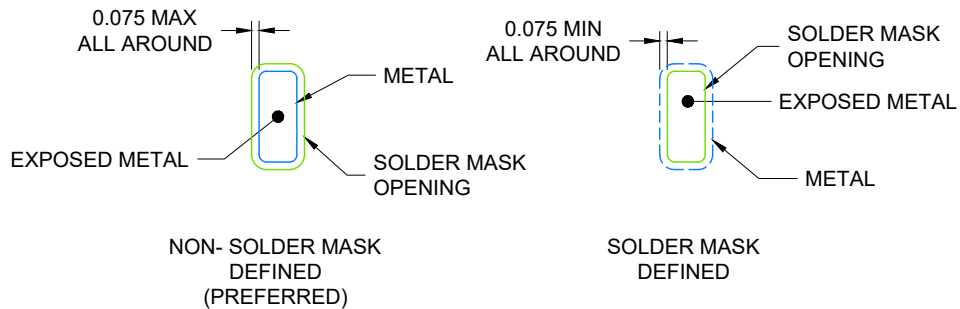 0.075 MAX
ALL AROUND
METAL
EXPOSED METAL
SOLDER MASK
OPENING
NON- SOLDER MASK
DEFINED
(PREFERRED)
0.075 MIN
ALL AROUND
SOLDER MASK
OPENING
EXPOSED METAL
METAL
SOLDER MASK
DEFINED